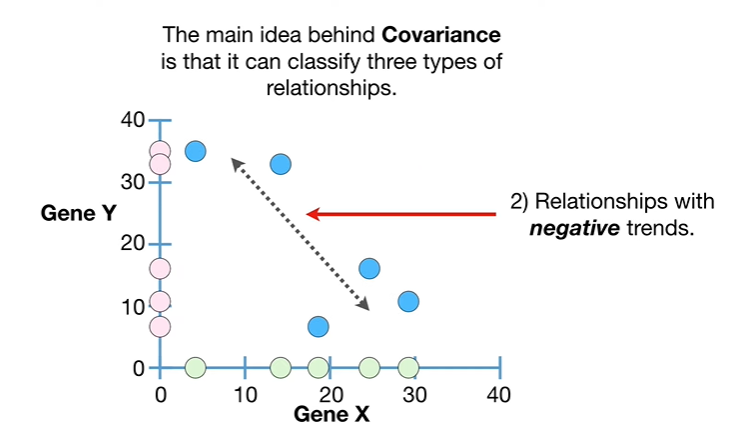 The main idea behind Covariance
is that it can classify three types of
relationships.
40
30
Gene Y
20
10
0
2) Relationships with
negative trends.
0 10 20 30 40
Gene X